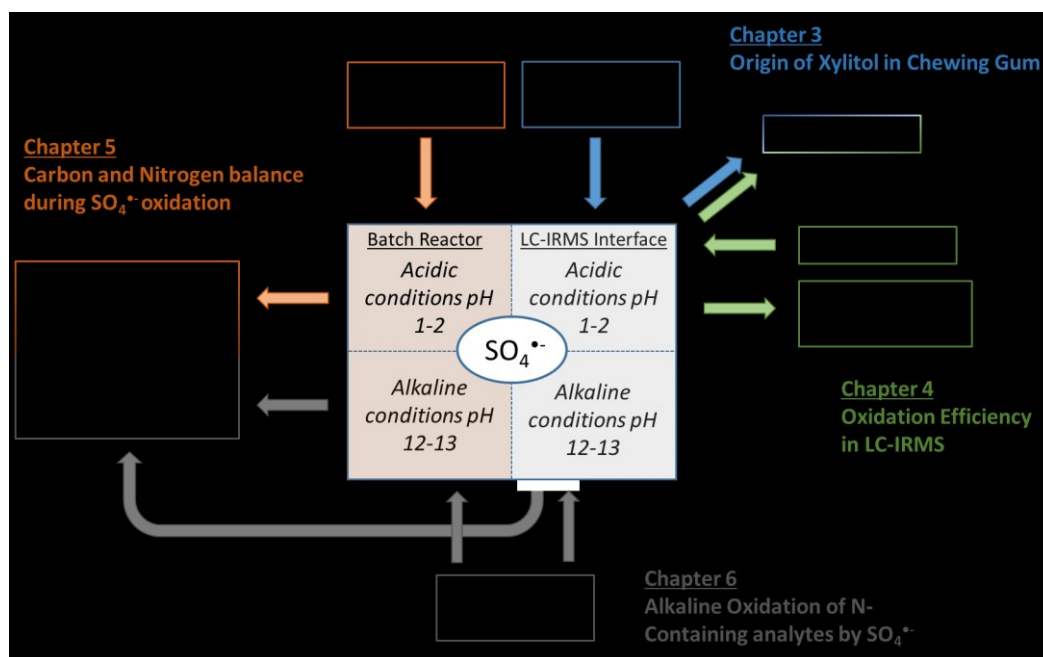 Chapter 3
Origin of Xylitol in Chewing Gum
Chapter 5
Carbon and Nitrogen balance
during SO₄•- oxidation
Batch Reactor
Acidic
conditions pH
1-2
LC-IRMS Interface
Acidic
conditions pH
1-2
SO₄•-
Alkaline
conditions pH
12-13
Alkaline
conditions pH
12-13
Chapter 4
Oxidation Efficiency
in LC-IRMS
Chapter 6
Alkaline Oxidation of N-
Containing analytes by SO₄•-